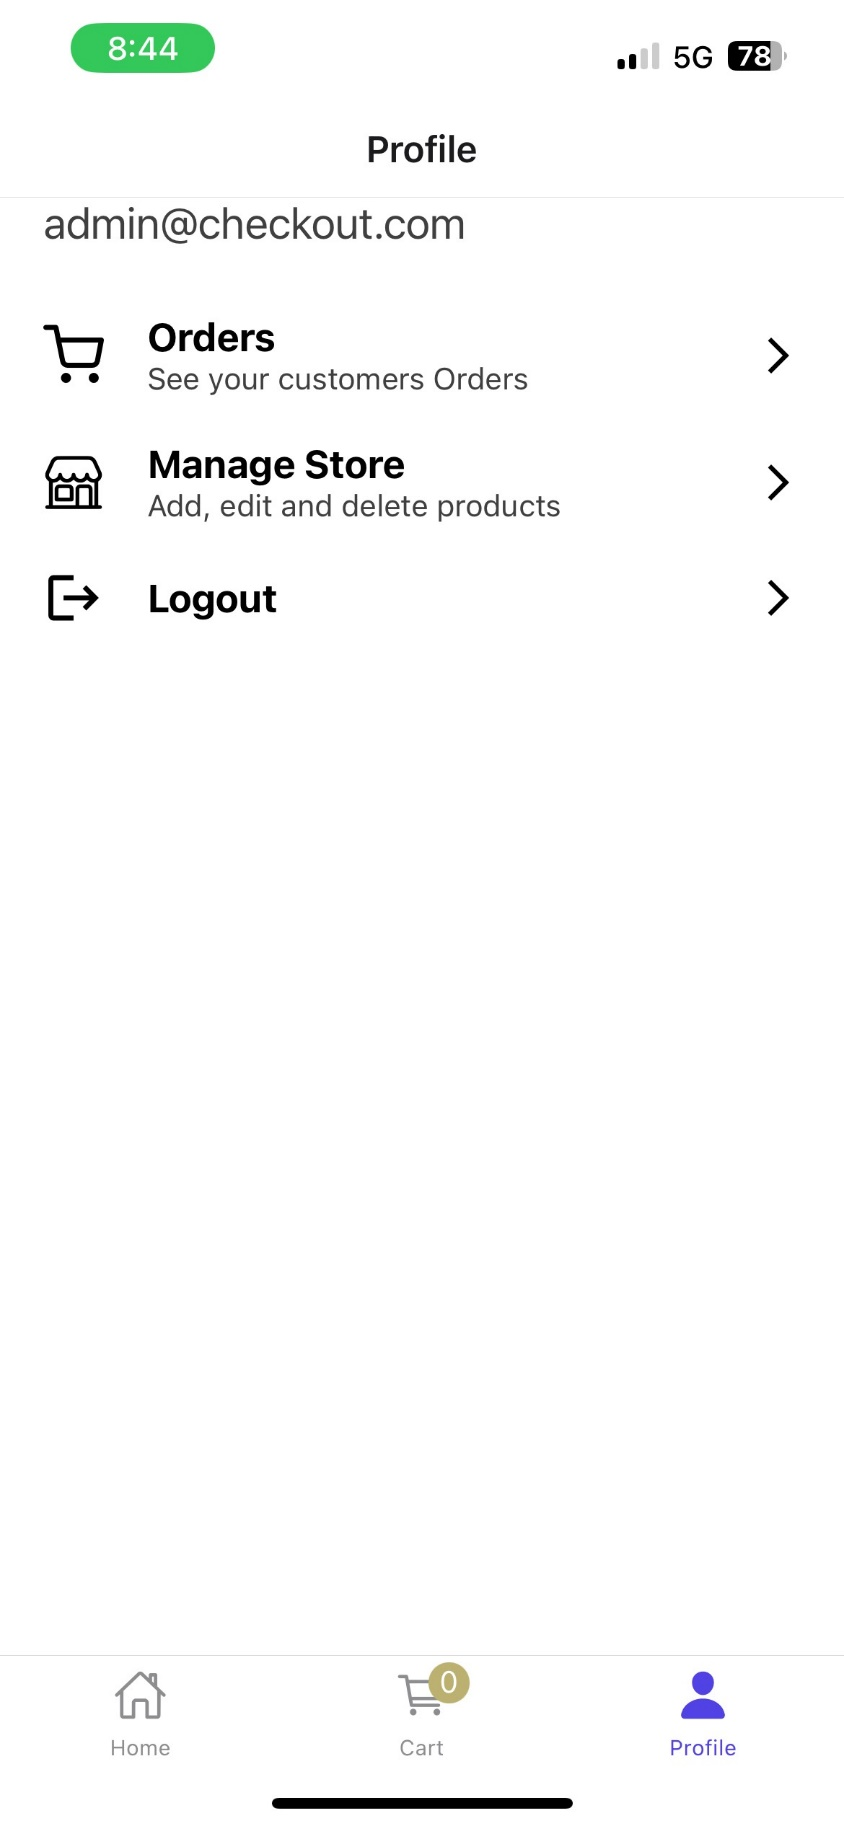 8:44
5G 78
Profile
admin@checkout.com
Orders
See your customers Orders
Manage Store
Add, edit and delete products
Logout
0
Home Cart Profile